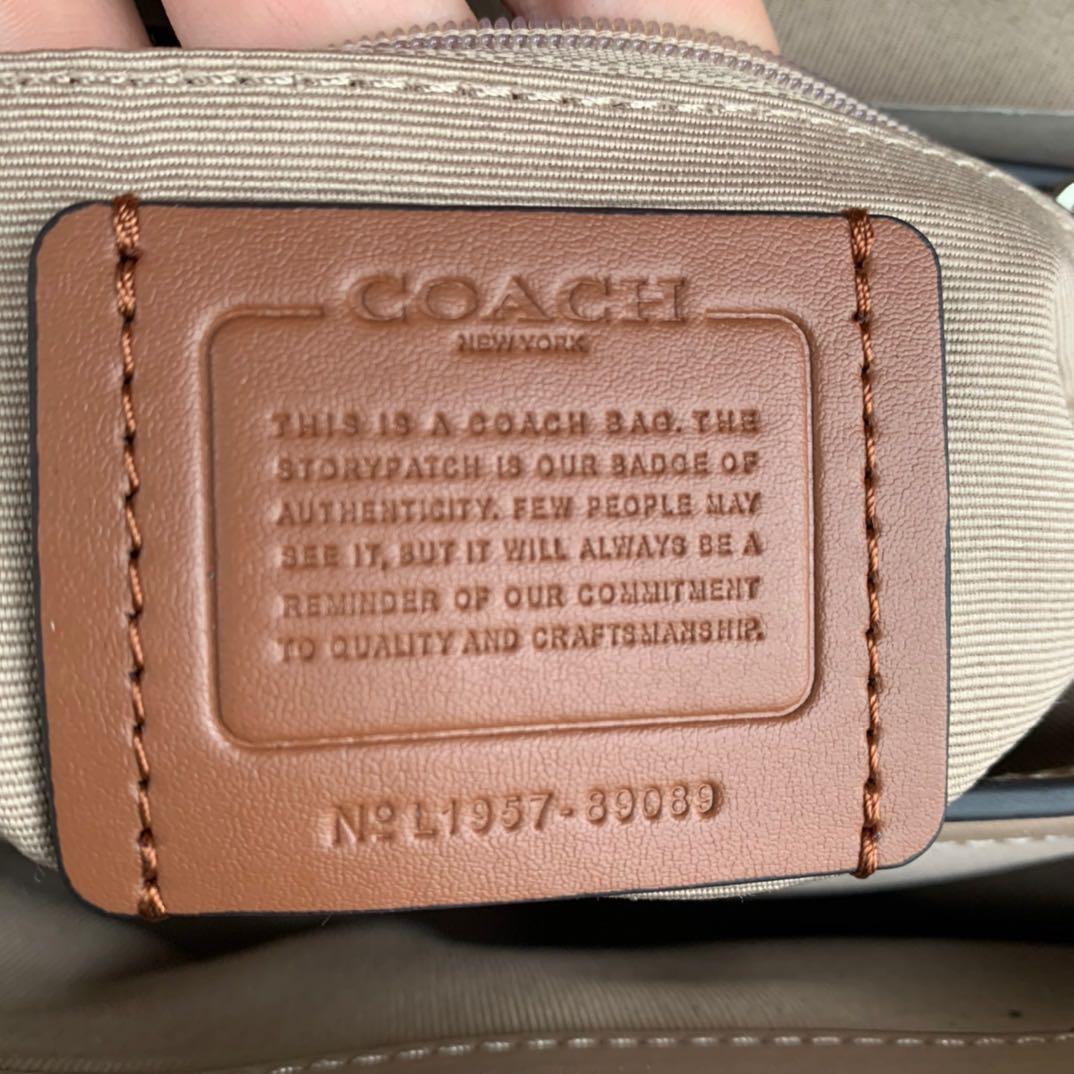 COACH
NEW YORK
THIS IS A COACH BAG. THE
STORYPATCH IS OUR BADGE OF
AUTHENTICITY. FEW PEOPLE MAY
SEE IT, BUT IT WILL ALWAYS BE A
REMINDER OF OUR COMMITMENT
TO QUALITY AND CRAFTSMANSHIP.
Nº L1957-89089